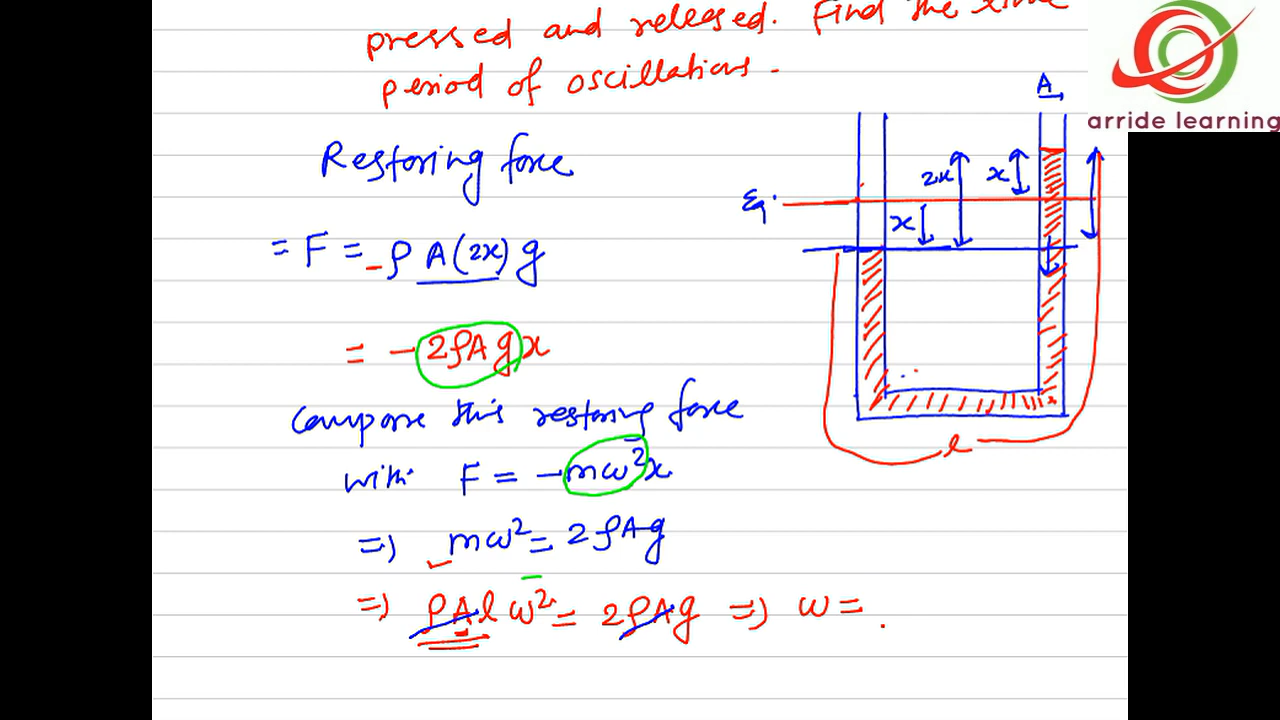 pressed and released. Find the time
period of oscillations.
arride learning
A
Restoring force
2x
x
Eq.
x
= F = -ρ A(2x) g
= -2ρAgx
Compare this restoring force
with F = -mω²x
l
=) mω² = 2ρAg
=) ρAl ω² = 2ρAg =) ω =